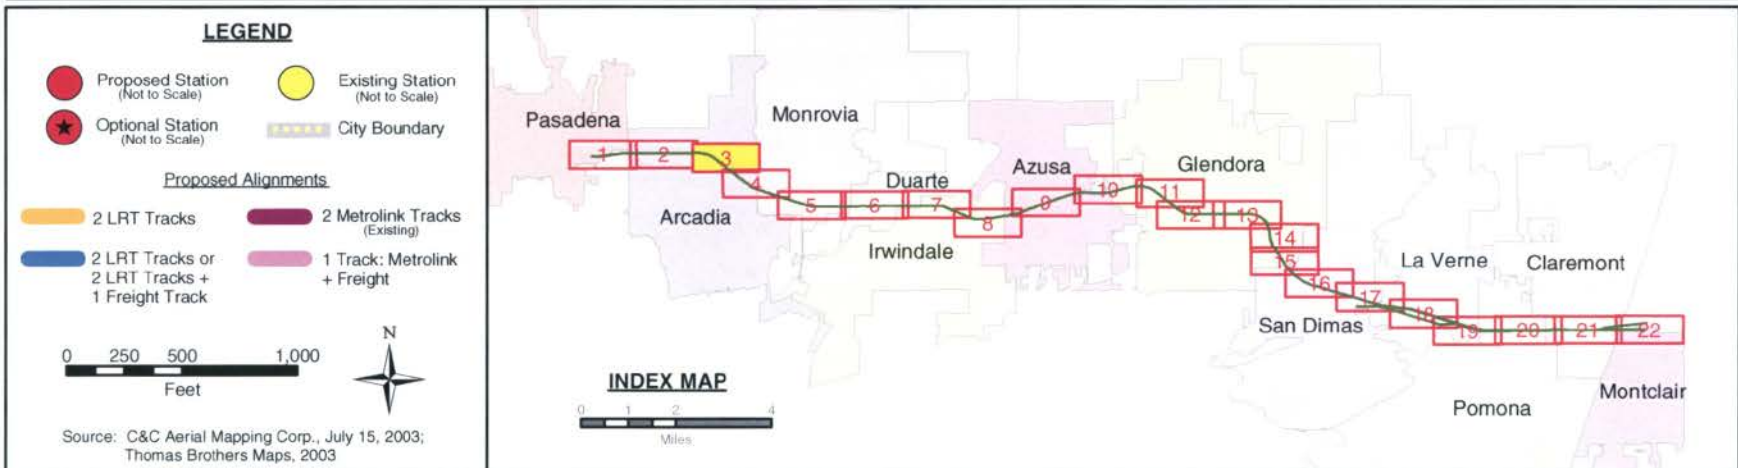 LEGEND
Proposed Station
(Not to Scale)
Existing Station
(Not to Scale)
Optional Station
(Not to Scale)
City Boundary
Proposed Alignments
2 LRT Tracks
2 Metrolink Tracks
(Existing)
2 LRT Tracks or
2 LRT Tracks +
1 Freight Track
1 Track: Metrolink
+ Freight
N
0 250 500 1,000
Feet
Source: C&C Aerial Mapping Corp., July 15, 2003;
Thomas Brothers Maps, 2003
Pasadena
Monrovia
Arcadia
Duarte
Irwindale
Azusa
Glendora
San Dimas
La Verne
Claremont
Pomona
Montclair
1
2
3
4
5
6
7
8
9
10
11
12
13
14
15
16
17
18
19
20
21
22
INDEX MAP
0 1 2 4
Miles